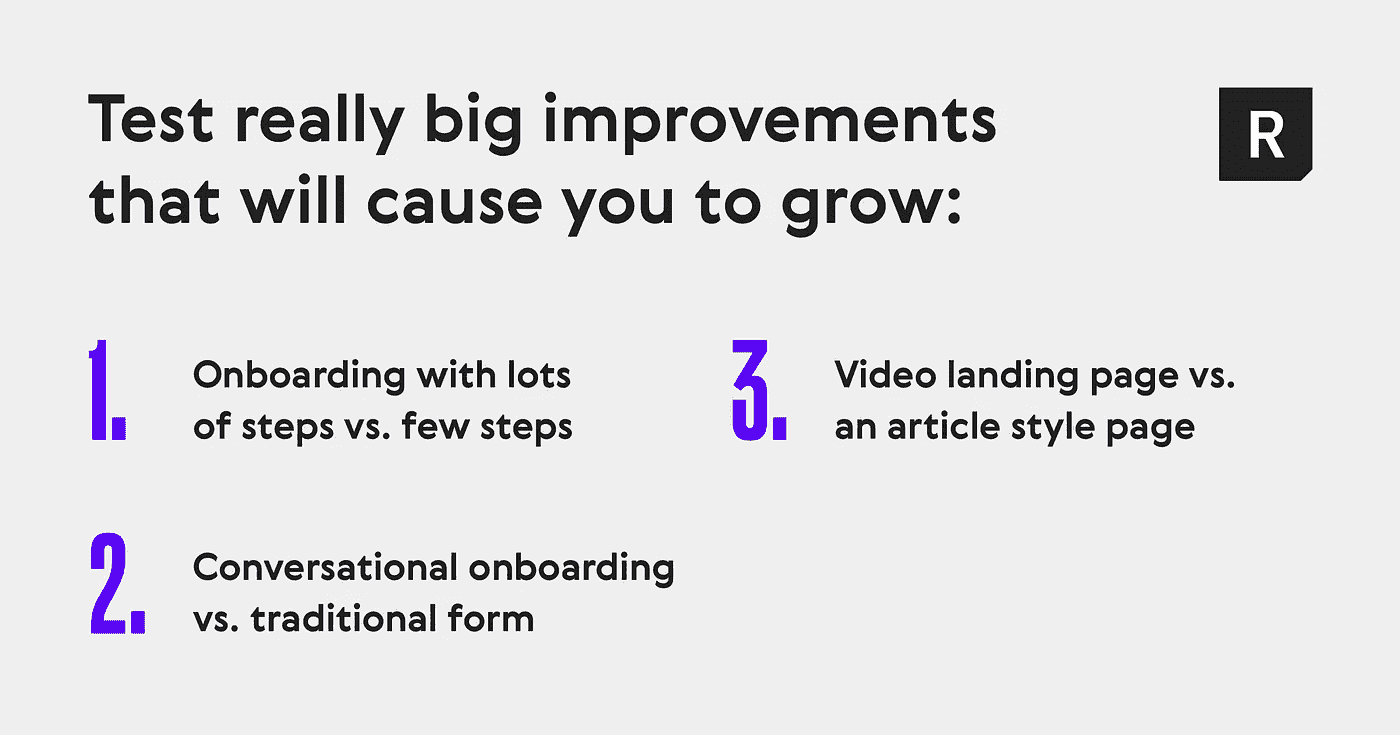 Test really big improvements
that will cause you to grow:
R
1.
Onboarding with lots
of steps vs. few steps
2.
Conversational onboarding
vs. traditional form
3.
Video landing page vs.
an article style page